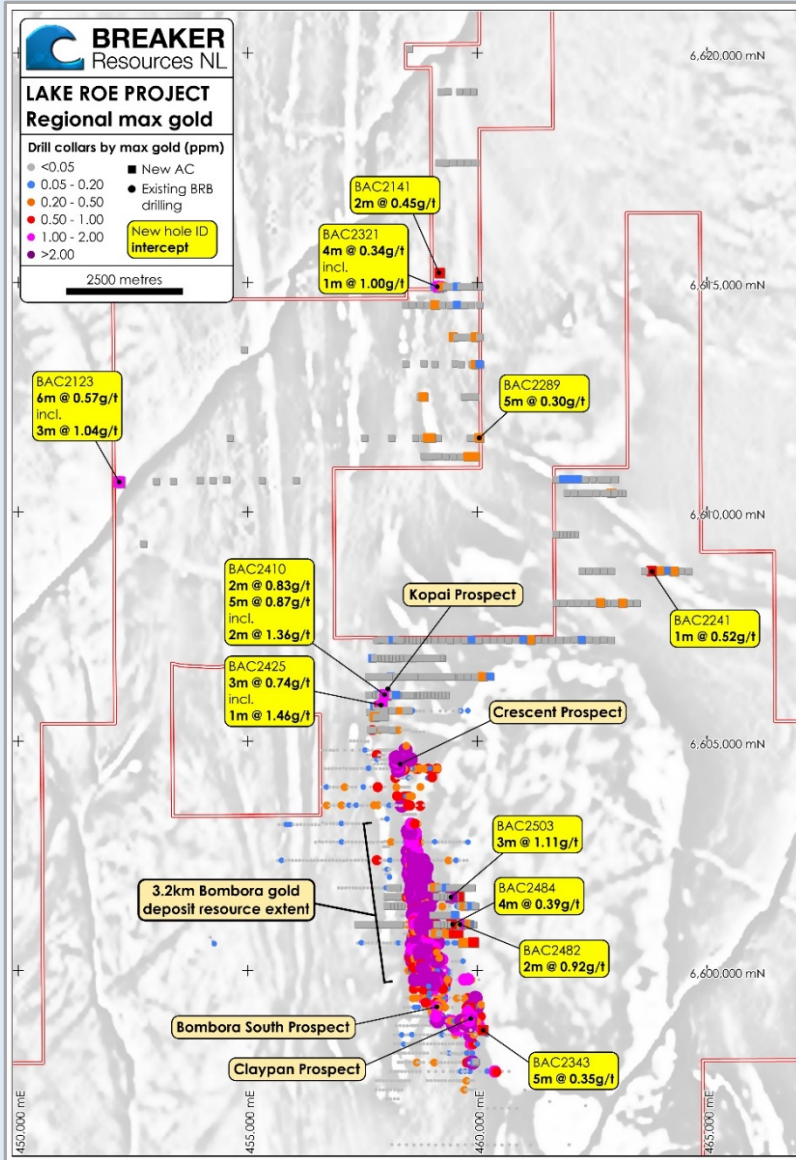 BREAKER
Resources NL
LAKE ROE PROJECT
Regional max gold
Drill collars by max gold (ppm)
<0.05
0.05 - 0.20
0.20 - 0.50
0.50 - 1.00
1.00 - 2.00
>2.00
New AC
Existing BRB
drilling
New hole ID
intercept
2500 metres
6,620,000 mN
BAC2141
2m @ 0.45g/t
BAC2321
4m @ 0.34g/t
incl.
1m @ 1.00g/t
6,615,000 mN
BAC2123
6m @ 0.57g/t
incl.
3m @ 1.04g/t
BAC2289
5m @ 0.30g/t
6,610,000 mN
BAC2410
2m @ 0.83g/t
5m @ 0.87g/t
incl.
2m @ 1.36g/t
Kopai Prospect
BAC2241
1m @ 0.52g/t
BAC2425
3m @ 0.74g/t
incl.
1m @ 1.46g/t
Crescent Prospect
6,605,000 mN
BAC2503
3m @ 1.11g/t
3.2km Bombora gold
deposit resource extent
BAC2484
4m @ 0.39g/t
BAC2482
2m @ 0.92g/t
6,600,000 mN
Bombora South Prospect
Claypan Prospect
BAC2343
5m @ 0.35g/t
450,000 mE
455,000 mE
460,000 mE
465,000 mE